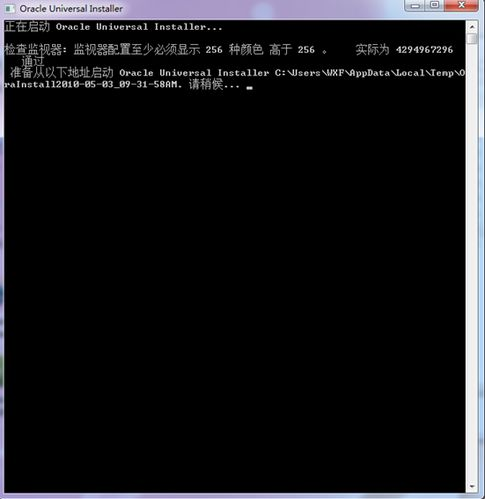 Oracle Universal Installer
正在启动 Oracle Universal Installer...
检查监视器: 监视器配置至少必须显示 256 种颜色 高于 256 。    实际为 4294967296
通过
准备从以下地址启动 Oracle Universal Installer C:\Users\WXF\AppData\Local\Temp\O
raInstall2010-05-03_09-31-58AM. 请稍候...